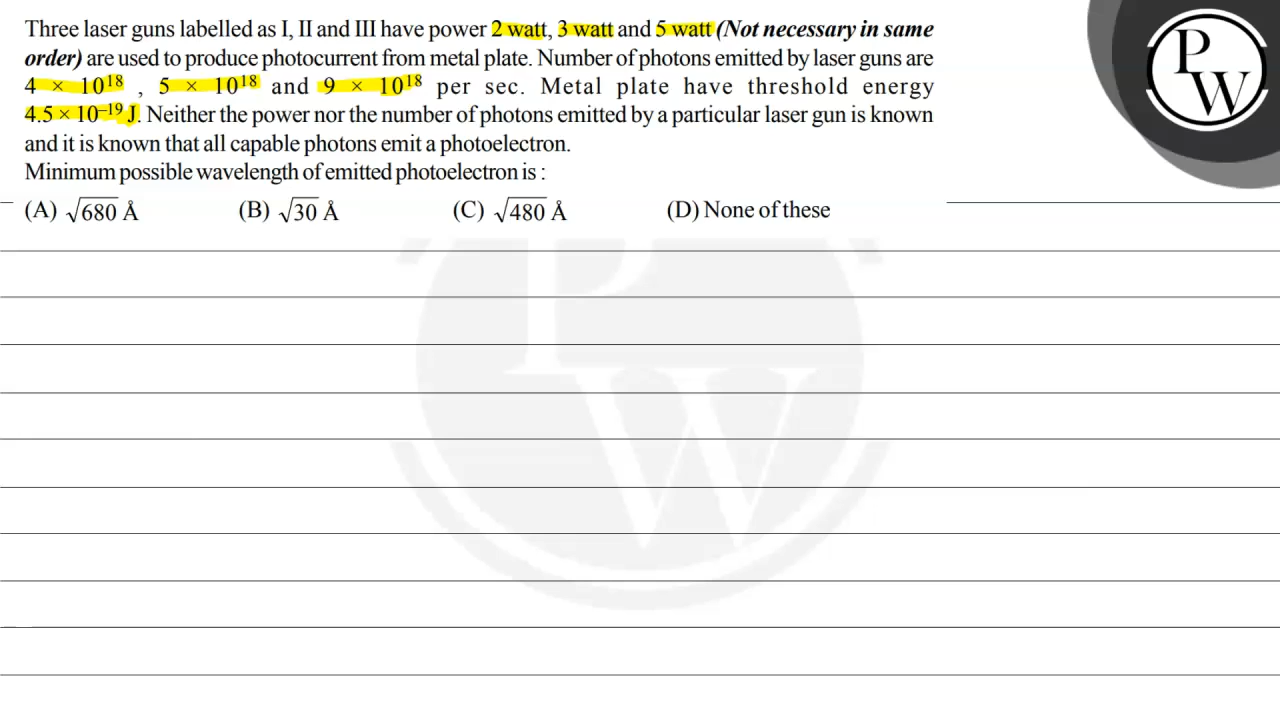 Three laser guns labelled as I, II and III have power 2 watt, 3 watt and 5 watt (Not necessary in same
order) are used to produce photocurrent from metal plate. Number of photons emitted by laser guns are
4 × 10¹⁸ , 5 × 10¹⁸ and 9 × 10¹⁸ per sec. Metal plate have threshold energy
4.5 × 10⁻¹⁹ J. Neither the power nor the number of photons emitted by a particular laser gun is known
and it is known that all capable photons emit a photoelectron.
Minimum possible wavelength of emitted photoelectron is :
(A) √680 Å (B) √30 Å (C) √480 Å (D) None of these
PW